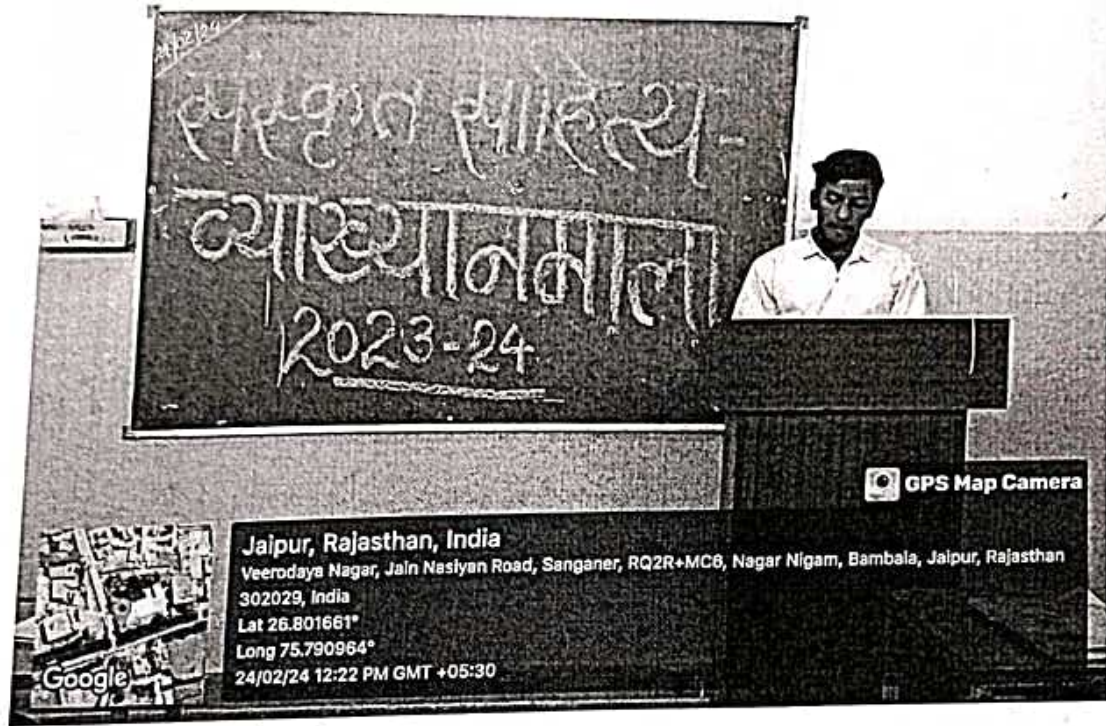 24/02/24
संस्कृत साहित्य-
व्याख्यानमाला
2023-24
GPS Map Camera
Jaipur, Rajasthan, India
Veerodaya Nagar, Jain Nasiyan Road, Sanganer, RQ2R+MC6, Nagar Nigam, Bambala, Jaipur, Rajasthan
302029, India
Lat 26.801661°
Long 75.790964°
24/02/24 12:22 PM GMT +05:30
Google